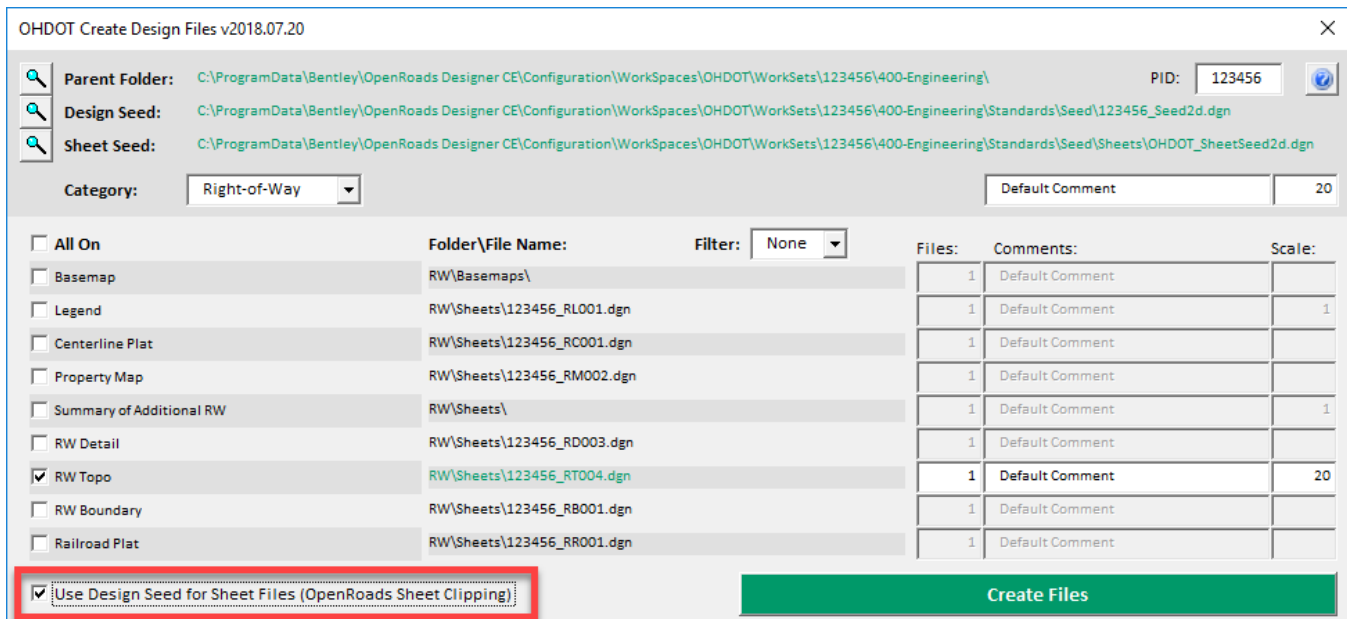 OHDOT Create Design Files v2018.07.20
Parent Folder: C:\ProgramData\Bentley\OpenRoads Designer CE\Configuration\WorkSpaces\OHDOT\WorkSets\123456\400-Engineering\ PID: 123456
Design Seed: C:\ProgramData\Bentley\OpenRoads Designer CE\Configuration\WorkSpaces\OHDOT\WorkSets\123456\400-Engineering\Standards\Seed\123456_Seed2d.dgn
Sheet Seed: C:\ProgramData\Bentley\OpenRoads Designer CE\Configuration\WorkSpaces\OHDOT\WorkSets\123456\400-Engineering\Standards\Seed\Sheets\OHDOT_SheetSeed2d.dgn
Category: Right-of-Way Default Comment 20
All On Folder\File Name: Filter: None Files: Comments: Scale:
Basemap RW\Basemaps\ 1 Default Comment
Legend RW\Sheets\123456_RL001.dgn 1 Default Comment 1
Centerline Plat RW\Sheets\123456_RC001.dgn 1 Default Comment
Property Map RW\Sheets\123456_RM002.dgn 1 Default Comment
Summary of Additional RW RW\Sheets\ 1 Default Comment 1
RW Detail RW\Sheets\123456_RD003.dgn 1 Default Comment
RW Topo RW\Sheets\123456_RT004.dgn 1 Default Comment 20
RW Boundary RW\Sheets\123456_RB001.dgn 1 Default Comment
Railroad Plat RW\Sheets\123456_RR001.dgn 1 Default Comment
Use Design Seed for Sheet Files (OpenRoads Sheet Clipping) Create Files